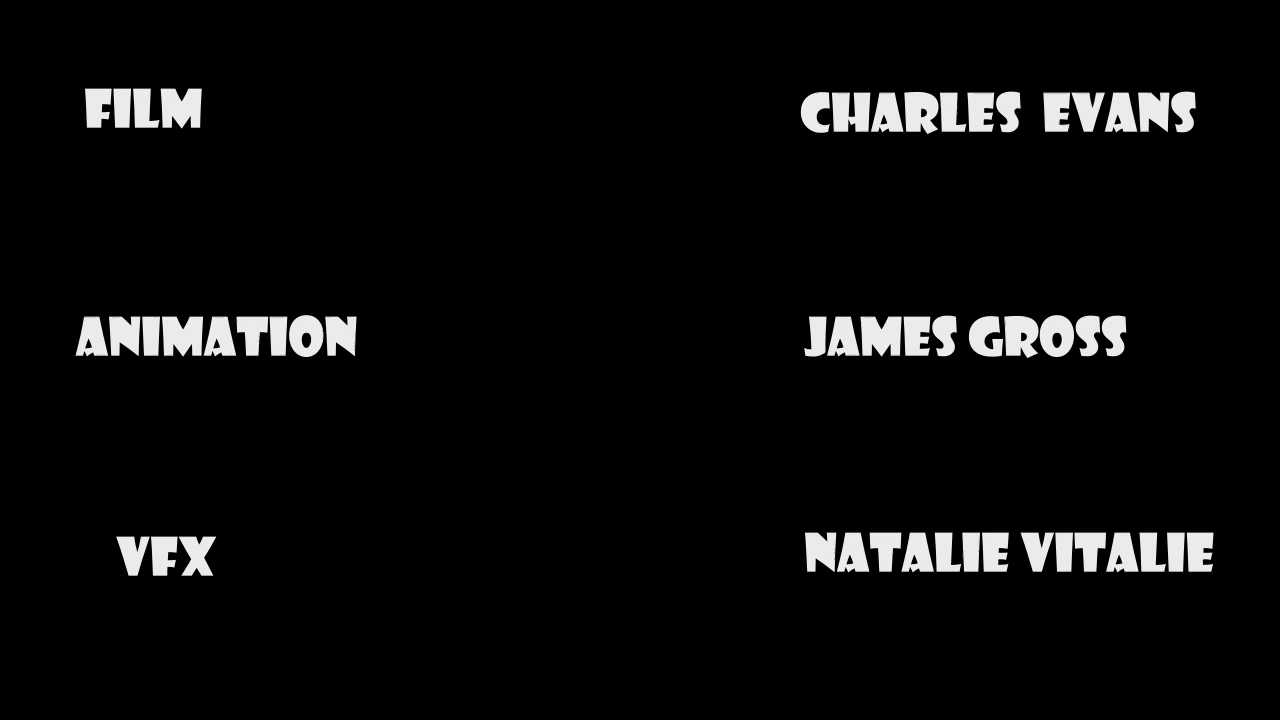 FILM CHARLES EVANS
ANIMATION JAMES GROSS
VFX NATALIE VITALIE